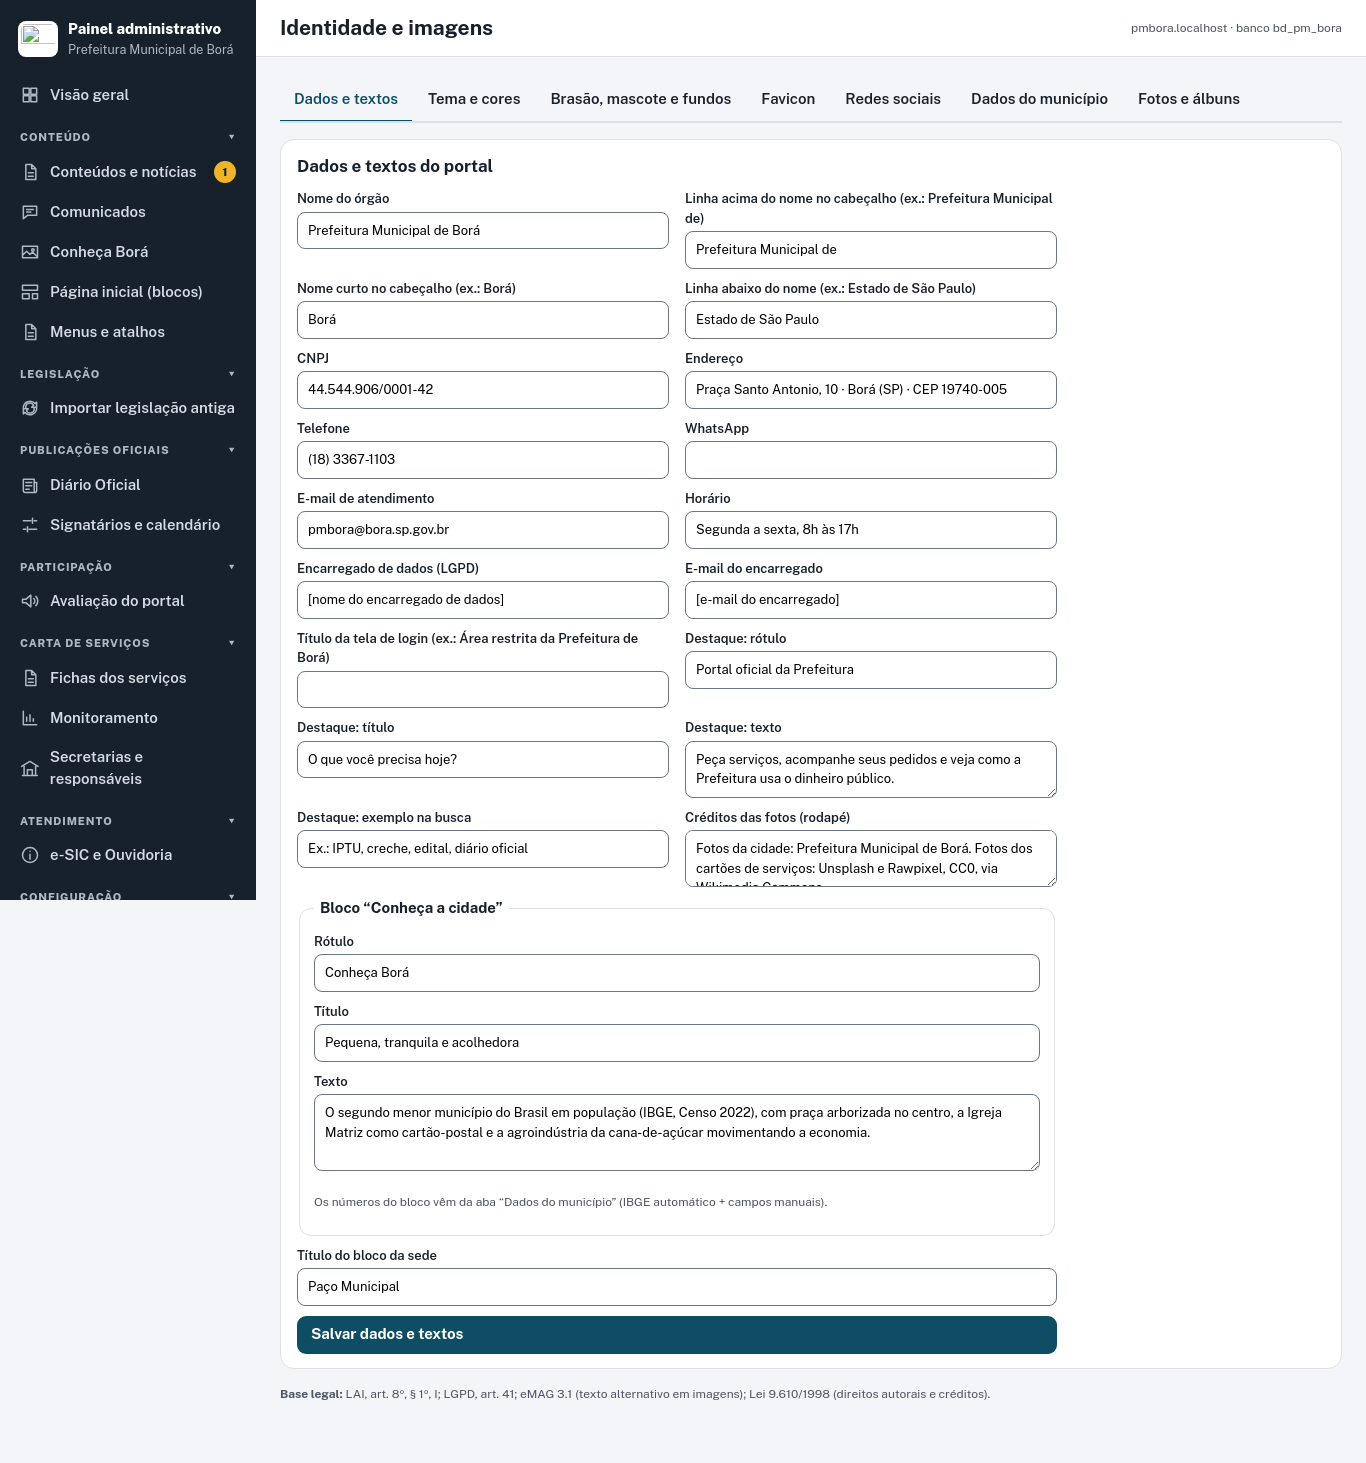 Painel administrativo
Prefeitura Municipal de Borá
Visão geral
CONTEÚDO
Conteúdos e notícias 1
Comunicados
Conheça Borá
Página inicial (blocos)
Menus e atalhos
LEGISLAÇÃO
Importar legislação antiga
PUBLICAÇÕES OFICIAIS
Diário Oficial
Signatários e calendário
PARTICIPAÇÃO
Avaliação do portal
CARTA DE SERVIÇOS
Fichas dos serviços
Monitoramento
Secretarias e
responsáveis
ATENDIMENTO
e-SIC e Ouvidoria
CONFIGURAÇÃO
Identidade e imagens
pmbora.localhost · banco bd_pm_bora
Dados e textos Tema e cores Brasão, mascote e fundos Favicon Redes sociais Dados do município Fotos e álbuns
Dados e textos do portal
Nome do órgão
Prefeitura Municipal de Borá
Linha acima do nome no cabeçalho (ex.: Prefeitura Municipal
de)
Prefeitura Municipal de
Nome curto no cabeçalho (ex.: Borá)
Borá
Linha abaixo do nome (ex.: Estado de São Paulo)
Estado de São Paulo
CNPJ
44.544.906/0001-42
Endereço
Praça Santo Antonio, 10 · Borá (SP) · CEP 19740-005
Telefone
(18) 3367-1103
WhatsApp
E-mail de atendimento
pmbora@bora.sp.gov.br
Horário
Segunda a sexta, 8h às 17h
Encarregado de dados (LGPD)
[nome do encarregado de dados]
E-mail do encarregado
[e-mail do encarregado]
Título da tela de login (ex.: Área restrita da Prefeitura de
Borá)
Destaque: rótulo
Portal oficial da Prefeitura
Destaque: título
O que você precisa hoje?
Destaque: texto
Peça serviços, acompanhe seus pedidos e veja como a
Prefeitura usa o dinheiro público.
Destaque: exemplo na busca
Ex.: IPTU, creche, edital, diário oficial
Créditos das fotos (rodapé)
Fotos da cidade: Prefeitura Municipal de Borá. Fotos dos
cartões de serviços: Unsplash e Rawpixel, CC0, via
Wikimedia Commons
Bloco “Conheça a cidade”
Rótulo
Conheça Borá
Título
Pequena, tranquila e acolhedora
Texto
O segundo menor município do Brasil em população (IBGE, Censo 2022), com praça arborizada no centro, a Igreja
Matriz como cartão-postal e a agroindústria da cana-de-açúcar movimentando a economia.
Os números do bloco vêm da aba “Dados do município” (IBGE automático + campos manuais).
Título do bloco da sede
Paço Municipal
Salvar dados e textos
Base legal: LAI, art. 8º, § 1º, I; LGPD, art. 41; eMAG 3.1 (texto alternativo em imagens); Lei 9.610/1998 (direitos autorais e créditos).